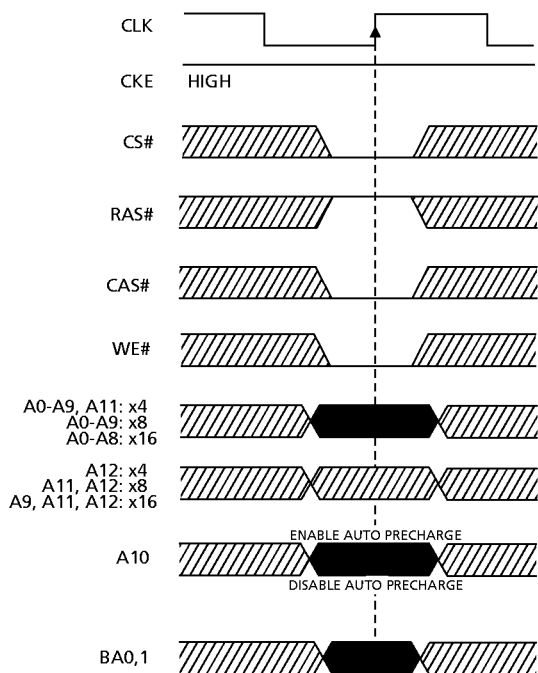 CLK
CKE HIGH
CS#
RAS#
CAS#
WE#
A0-A9, A11: x4
A0-A9: x8
A0-A8: x16
A12: x4
A11, A12: x8
A9, A11, A12: x16
ENABLE AUTO PRECHARGE
A10
DISABLE AUTO PRECHARGE
BA0,1